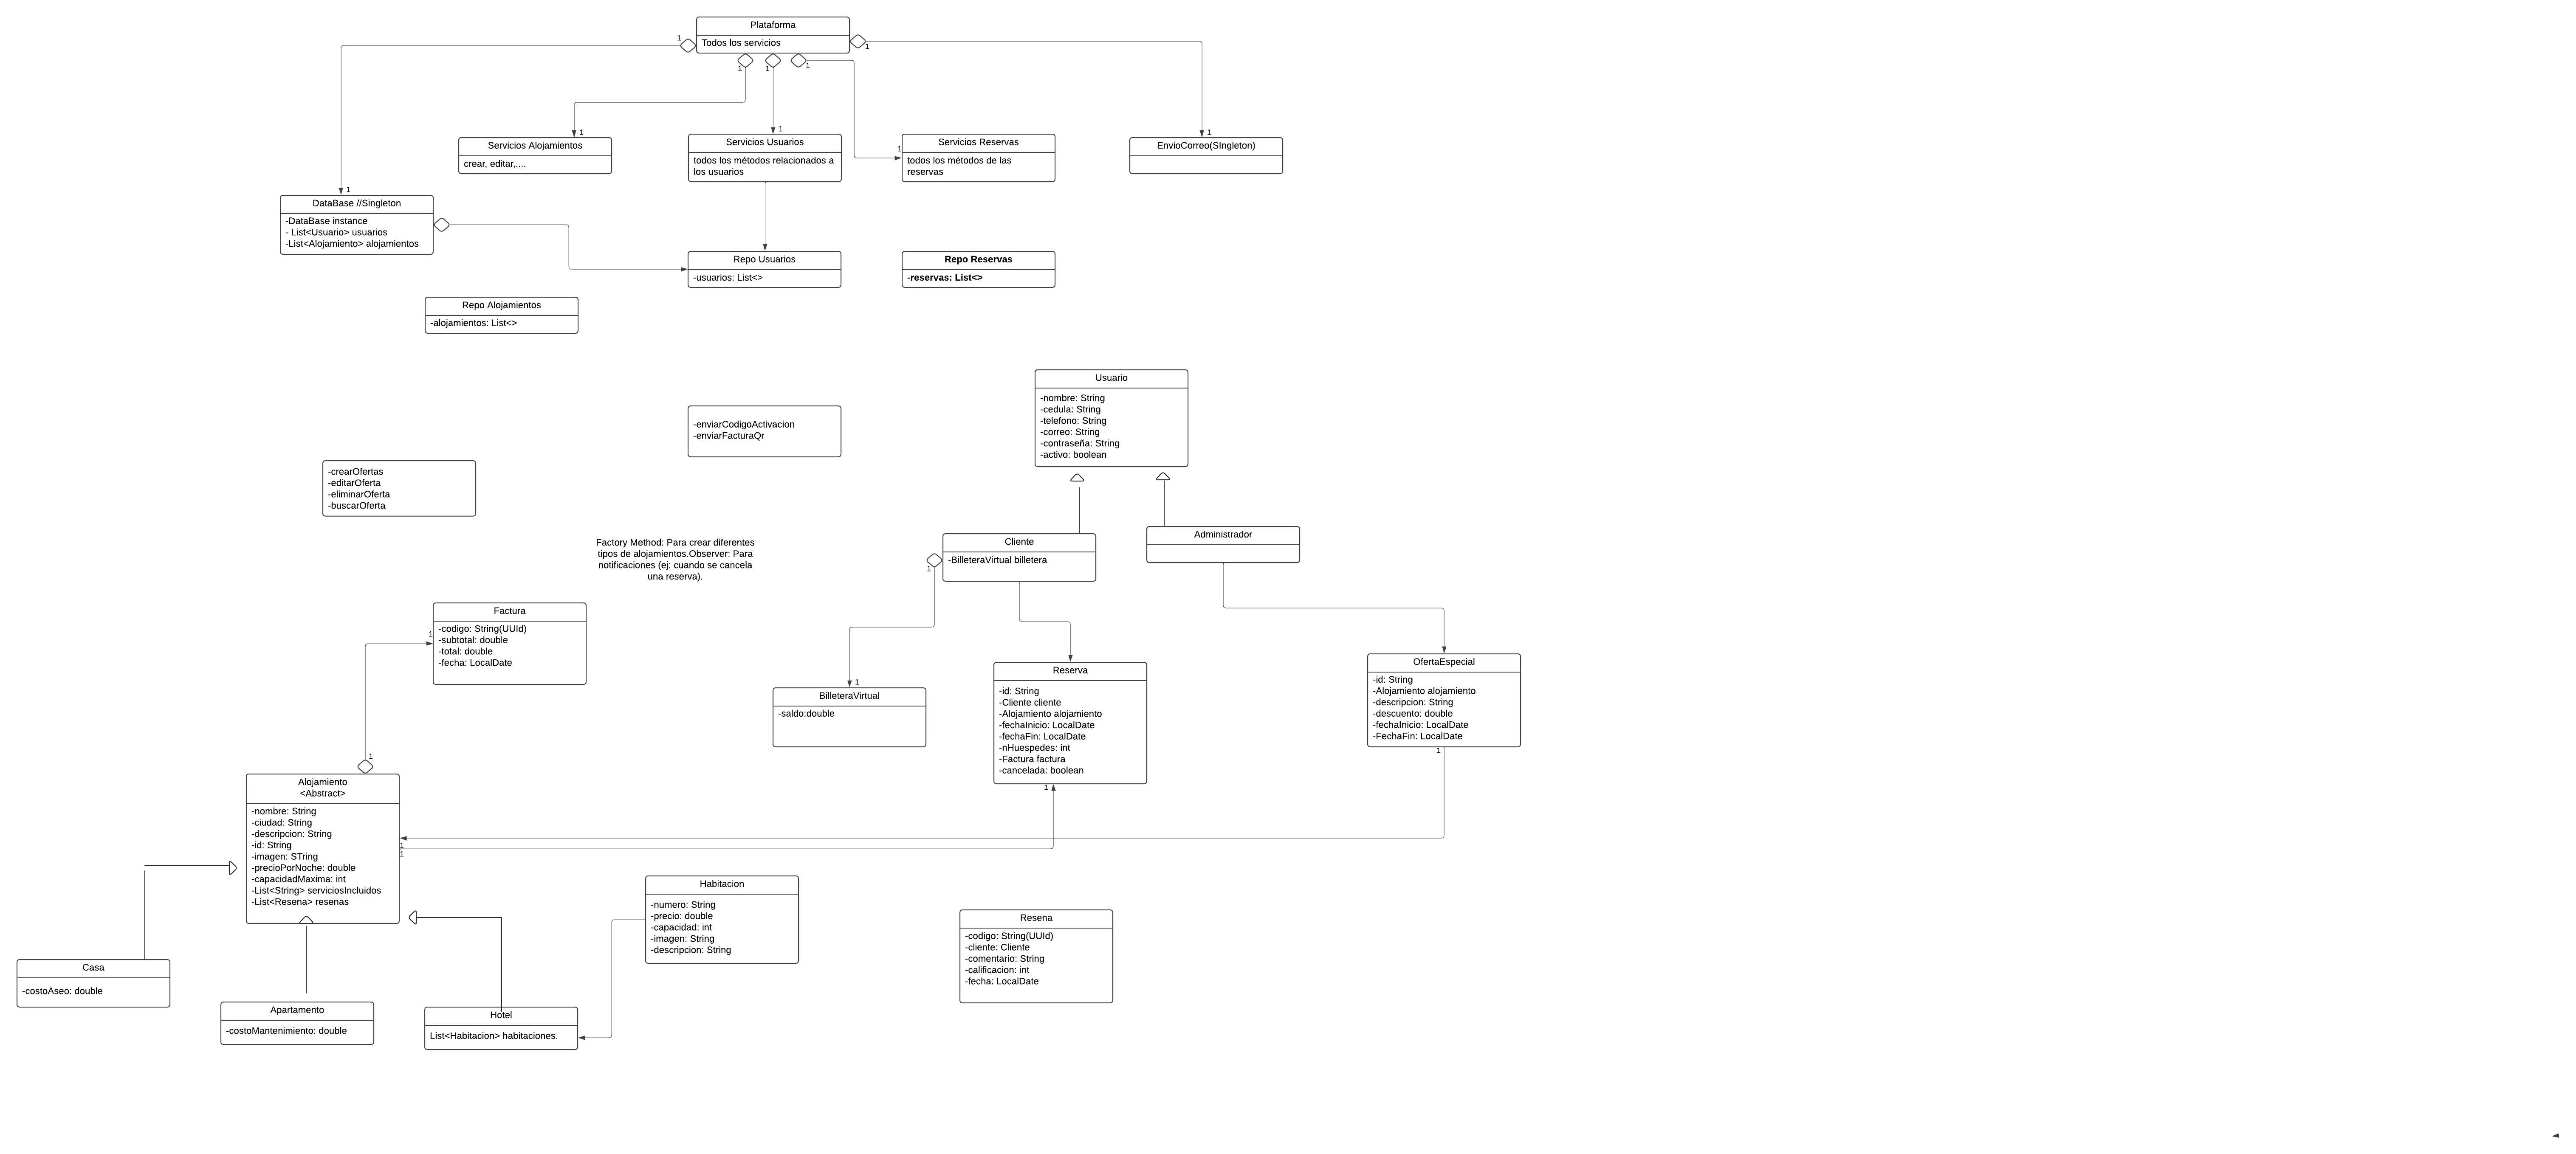 Plataforma
Todos los servicios
1
1
1
1
1
1
1
1
1
1
Servicios Alojamientos
crear, editar,....
Servicios Usuarios
todos los métodos relacionados a
los usuarios
Servicios Reservas
todos los métodos de las
reservas
EnvioCorreo(SIngleton)
DataBase //Singleton
-DataBase instance
- List<Usuario> usuarios
-List<Alojamiento> alojamientos
Repo Usuarios
-usuarios: List<>
Repo Reservas
-reservas: List<>
Repo Alojamientos
-alojamientos: List<>
Usuario
-nombre: String
-cedula: String
-telefono: String
-correo: String
-contraseña: String
-activo: boolean
-enviarCodigoActivacion
-enviarFacturaQr
-crearOfertas
-editarOferta
-eliminarOferta
-buscarOferta
Factory Method: Para crear diferentes
tipos de alojamientos.Observer: Para
notificaciones (ej: cuando se cancela
una reserva).
Cliente
-BilleteraVirtual billetera
1
Administrador
Factura
-codigo: String(UUId)
-subtotal: double
-total: double
-fecha: LocalDate
1
1
BilleteraVirtual
-saldo:double
1
Reserva
-id: String
-Cliente cliente
-Alojamiento alojamiento
-fechaInicio: LocalDate
-fechaFin: LocalDate
-nHuespedes: int
-Factura factura
-cancelada: boolean
1
OfertaEspecial
-id: String
-Alojamiento alojamiento
-descripcion: String
-descuento: double
-fechaInicio: LocalDate
-FechaFin: LocalDate
1
Alojamiento
<Abstract>
-nombre: String
-ciudad: String
-descripcion: String
-id: String
-imagen: STring
-precioPorNoche: double
-capacidadMaxima: int
-List<String> serviciosIncluidos
-List<Resena> resenas
1
1
Habitacion
-numero: String
-precio: double
-capacidad: int
-imagen: String
-descripcion: String
Resena
-codigo: String(UUId)
-cliente: Cliente
-comentario: String
-calificacion: int
-fecha: LocalDate
Casa
-costoAseo: double
Apartamento
-costoMantenimiento: double
Hotel
List<Habitacion> habitaciones.